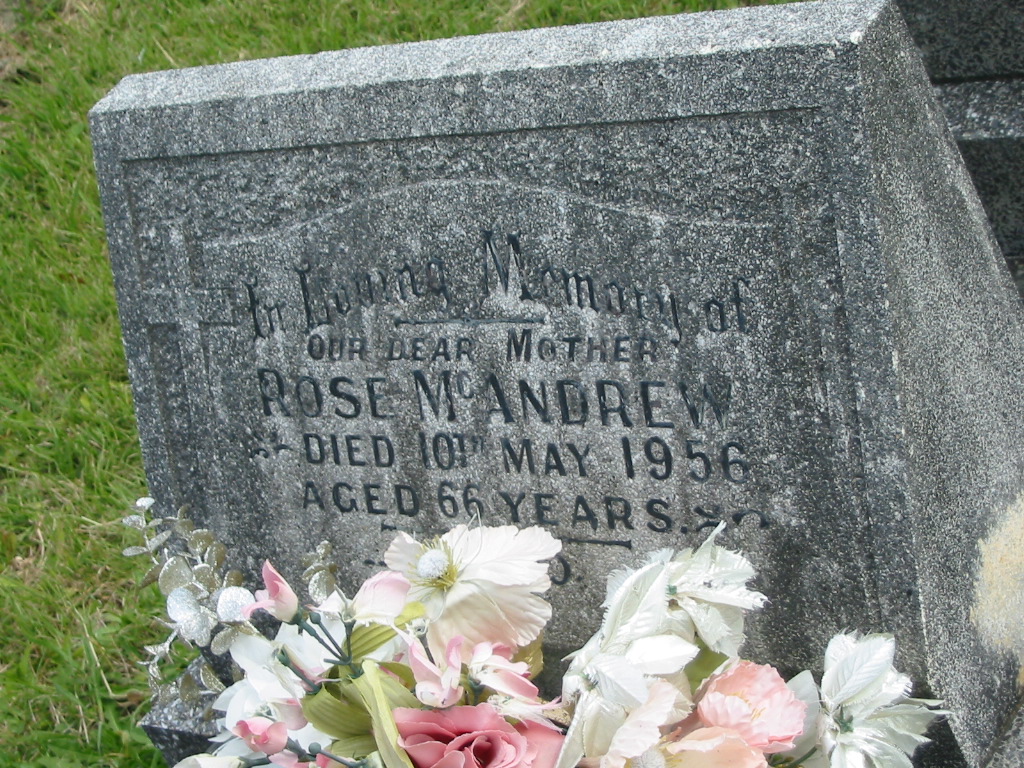 In Loving Memory of
OUR DEAR MOTHER
ROSE McANDREW
DIED 10TH MAY 1956
AGED 66 YEARS.